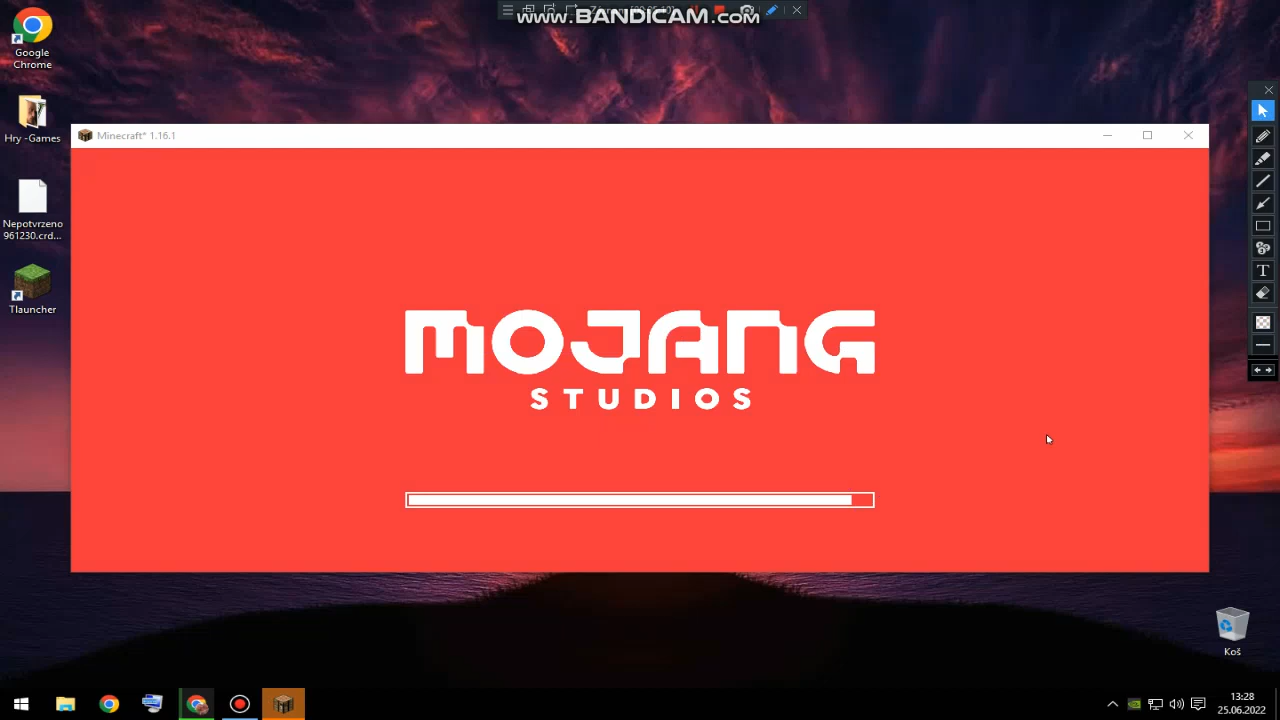 www.BANDICAM.com
Google
Chrome
Hry -Games
Minecraft* 1.16.1
Nepotvrzeno
961230.crd...
Tlauncher
MOJANG
STUDIOS
T
Koš
13:28
25.06.2022